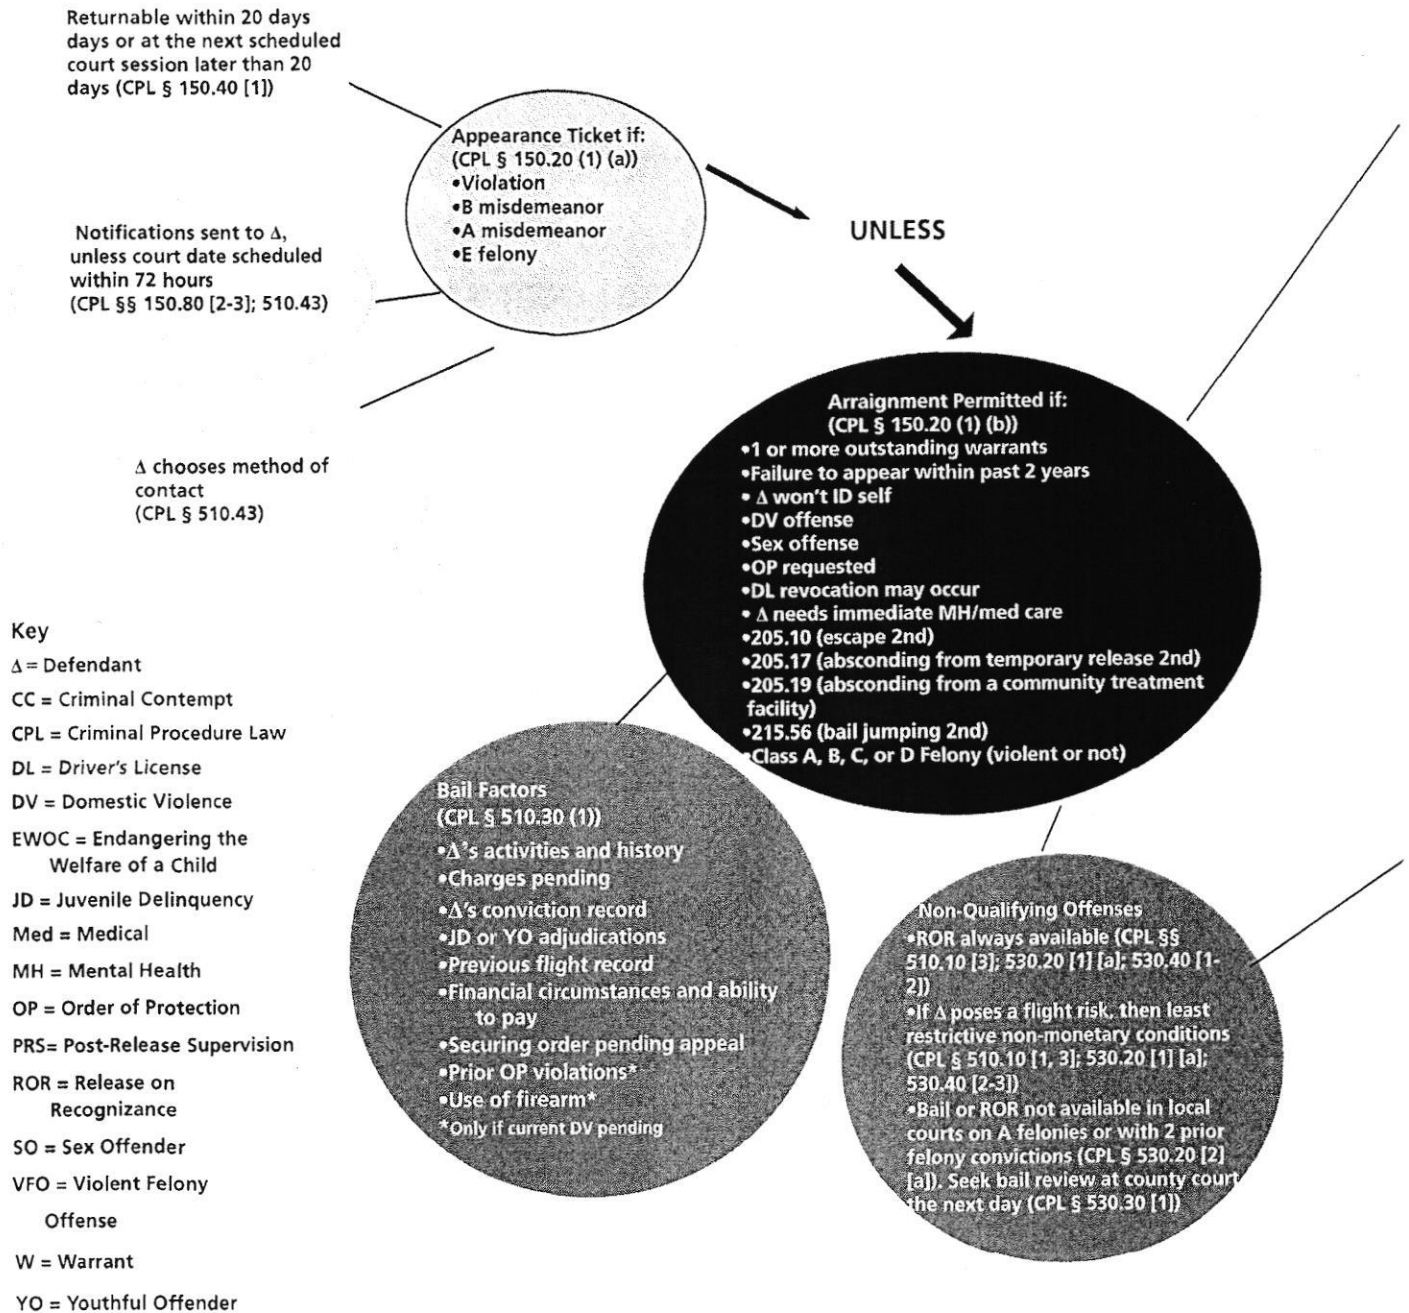 Returnable within 20 days
days or at the next scheduled
court session later than 20
days (CPL § 150.40 [1])
Appearance Ticket if:
(CPL § 150.20 (1) (a))
•Violation
•B misdemeanor
•A misdemeanor
•E felony
UNLESS
Notifications sent to Δ,
unless court date scheduled
within 72 hours
(CPL §§ 150.80 [2-3]; 510.43)
Δ chooses method of
contact
(CPL § 510.43)
Arraignment Permitted if:
(CPL § 150.20 (1) (b))
•1 or more outstanding warrants
•Failure to appear within past 2 years
• Δ won't ID self
•DV offense
•Sex offense
•OP requested
•DL revocation may occur
• Δ needs immediate MH/med care
•205.10 (escape 2nd)
•205.17 (absconding from temporary release 2nd)
•205.19 (absconding from a community treatment
facility)
•215.56 (bail jumping 2nd)
•Class A, B, C, or D Felony (violent or not)
Key
Δ = Defendant
CC = Criminal Contempt
CPL = Criminal Procedure Law
DL = Driver's License
DV = Domestic Violence
EWOC = Endangering the
Welfare of a Child
JD = Juvenile Delinquency
Med = Medical
MH = Mental Health
OP = Order of Protection
PRS= Post-Release Supervision
ROR = Release on
Recognizance
SO = Sex Offender
VFO = Violent Felony
Offense
W = Warrant
YO = Youthful Offender
Bail Factors
(CPL § 510.30 (1))
•Δ's activities and history
•Charges pending
•Δ's conviction record
•JD or YO adjudications
•Previous flight record
•Financial circumstances and ability
to pay
•Securing order pending appeal
•Prior OP violations*
•Use of firearm*
*Only if current DV pending
Non-Qualifying Offenses
•ROR always available (CPL §§
510.10 [3]; 530.20 [1] [a]; 530.40 [1-
2])
•If Δ poses a flight risk, then least
restrictive non-monetary conditions
(CPL § 510.10 [1, 3]; 530.20 [1] [a];
530.40 [2-3])
•Bail or ROR not available in local
courts on A felonies or with 2 prior
felony convictions (CPL § 530.20 [2]
[a]). Seek bail review at county court
the next day (CPL § 530.30 [1])